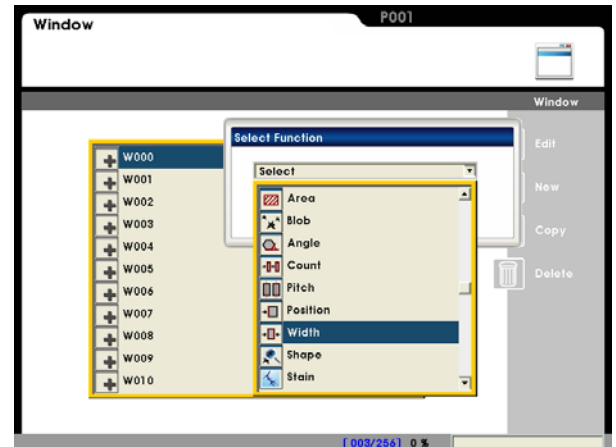 Window
P001
Window
Select Function
Edit
W000
Select
W001
New
W002
Area
W003
Blob
Copy
W004
Angle
W005
Count
Delete
W006
Pitch
W007
Position
W008
Width
W009
Shape
W010
Stain
[ 003/256] 0 %